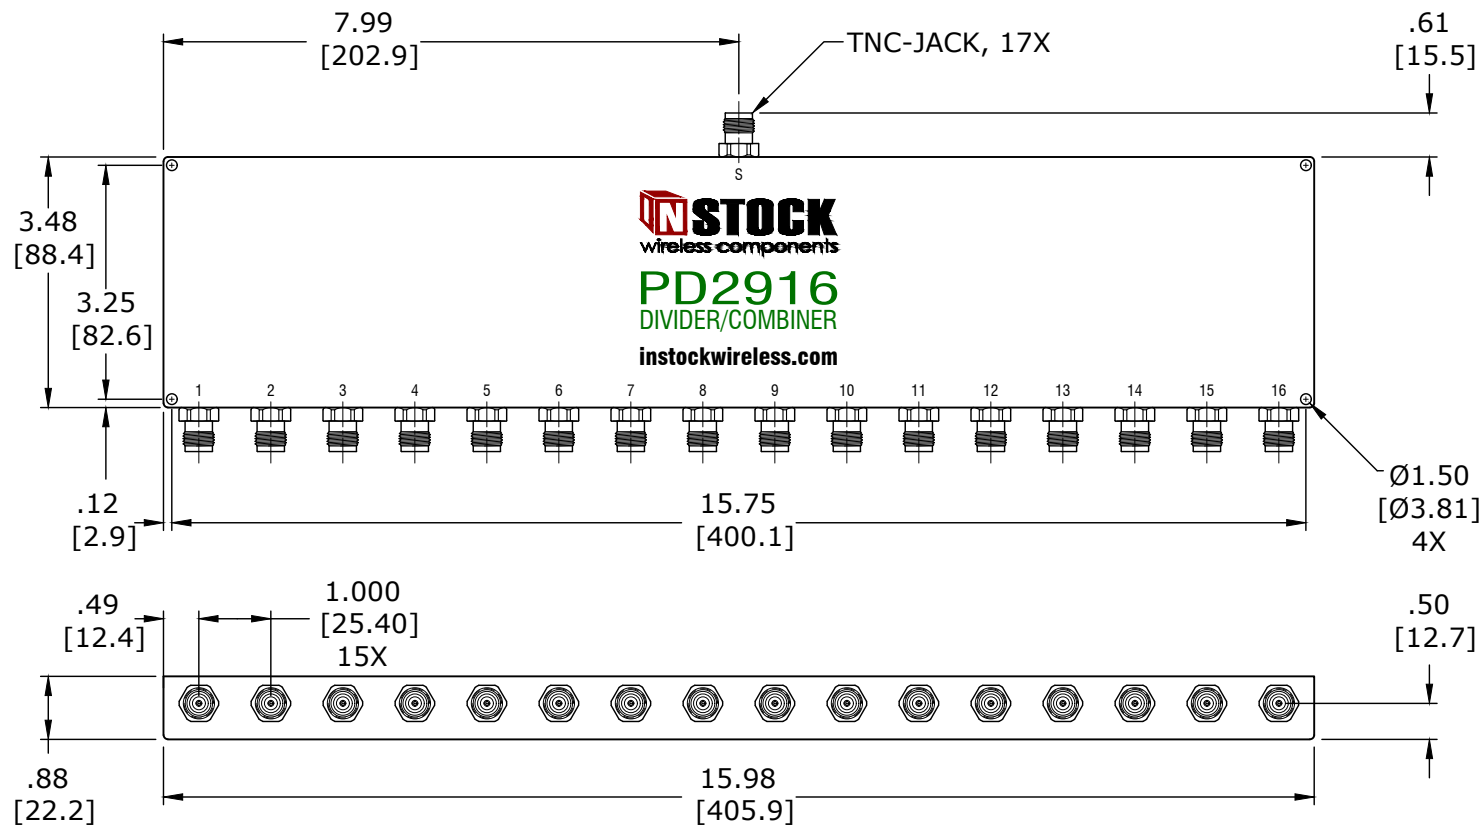 7.99
[202.9]
TNC-JACK, 17X
.61
[15.5]
S
IN STOCK
wireless components
PD2916
DIVIDER/COMBINER
instockwireless.com
3.48
[88.4]
3.25
[82.6]
1 2 3 4 5 6 7 8 9 10 11 12 13 14 15 16
.12
[2.9]
15.75
[400.1]
Ø1.50
[Ø3.81]
4X
.49
[12.4]
1.000
[25.40]
15X
.50
[12.7]
.88
[22.2]
15.98
[405.9]